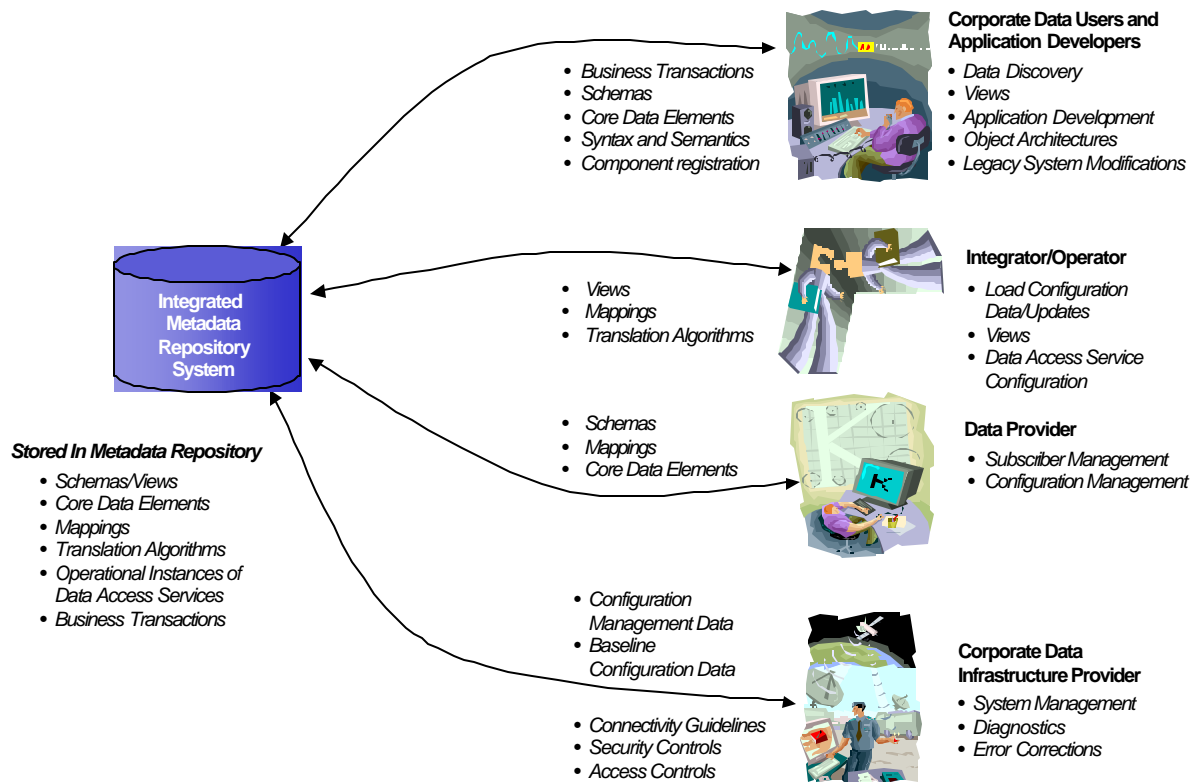 Corporate Data Users and
Application Developers
• Data Discovery
• Views
• Application Development
• Object Architectures
• Legacy System Modifications
• Business Transactions
• Schemas
• Core Data Elements
• Syntax and Semantics
• Component registration
Integrated
Metadata
Repository
System
• Views
• Mappings
• Translation Algorithms
Integrator/Operator
• Load Configuration
Data/Updates
• Views
• Data Access Service
Configuration
• Schemas
• Mappings
• Core Data Elements
Data Provider
• Subscriber Management
• Configuration Management
Stored In Metadata Repository
• Schemas/Views
• Core Data Elements
• Mappings
• Translation Algorithms
• Operational Instances of
Data Access Services
• Business Transactions
• Configuration
Management Data
• Baseline
Configuration Data
• Connectivity Guidelines
• Security Controls
• Access Controls
Corporate Data
Infrastructure Provider
• System Management
• Diagnostics
• Error Corrections